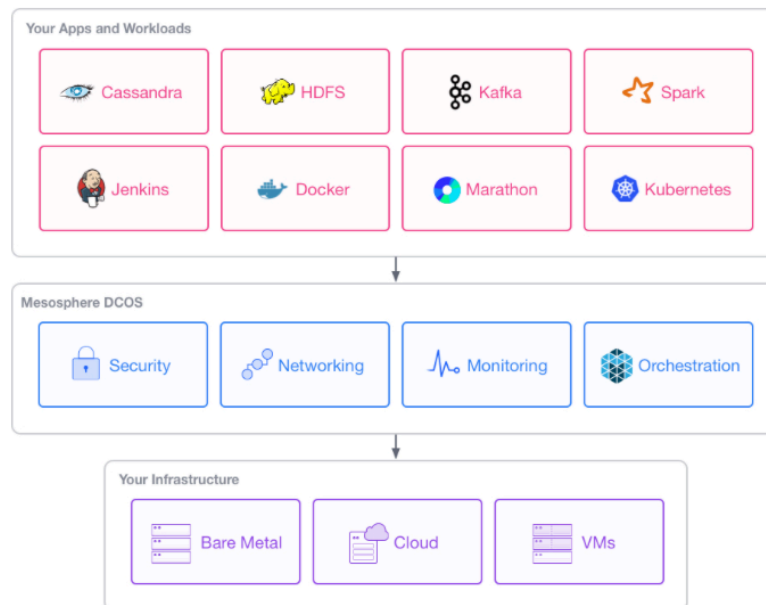 Your Apps and Workloads
Cassandra
HDFS
Kafka
Spark
Jenkins
Docker
Marathon
Kubernetes
Mesosphere DCOS
Security
Networking
Monitoring
Orchestration
Your Infrastructure
Bare Metal
Cloud
VMs